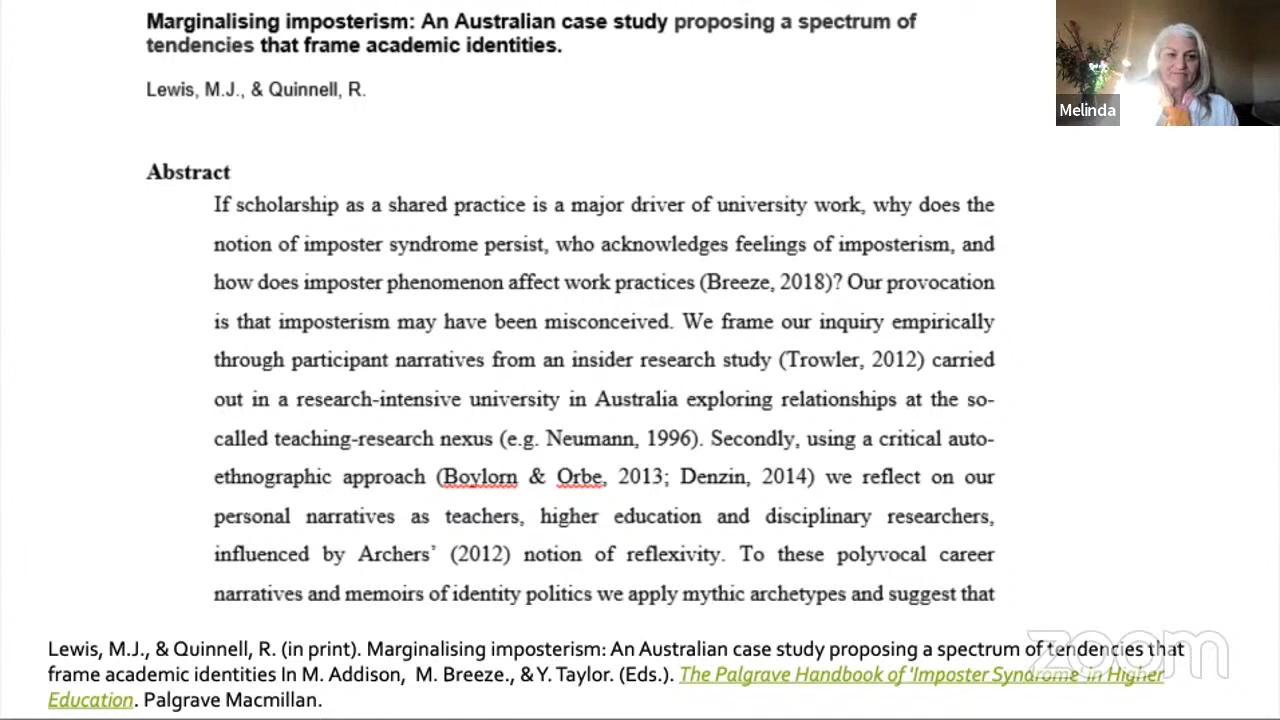 Marginalising imposterism: An Australian case study proposing a spectrum of
tendencies that frame academic identities.
Lewis, M.J., & Quinnell, R.
Melinda
Abstract
If scholarship as a shared practice is a major driver of university work, why does the
notion of imposter syndrome persist, who acknowledges feelings of imposterism, and
how does imposter phenomenon affect work practices (Breeze, 2018)? Our provocation
is that imposterism may have been misconceived. We frame our inquiry empirically
through participant narratives from an insider research study (Trowler, 2012) carried
out in a research-intensive university in Australia exploring relationships at the so-
called teaching-research nexus (e.g. Neumann, 1996). Secondly, using a critical auto-
ethnographic approach (Boylorn & Orbe, 2013; Denzin, 2014) we reflect on our
personal narratives as teachers, higher education and disciplinary researchers,
influenced by Archers’ (2012) notion of reflexivity. To these polyvocal career
narratives and memoirs of identity politics we apply mythic archetypes and suggest that
Lewis, M.J., & Quinnell, R. (in print). Marginalising imposterism: An Australian case study proposing a spectrum of tendencies that
frame academic identities In M. Addison, M. Breeze., & Y. Taylor. (Eds.). The Palgrave Handbook of 'Imposter Syndrome' in Higher
Education. Palgrave Macmillan.
zoom